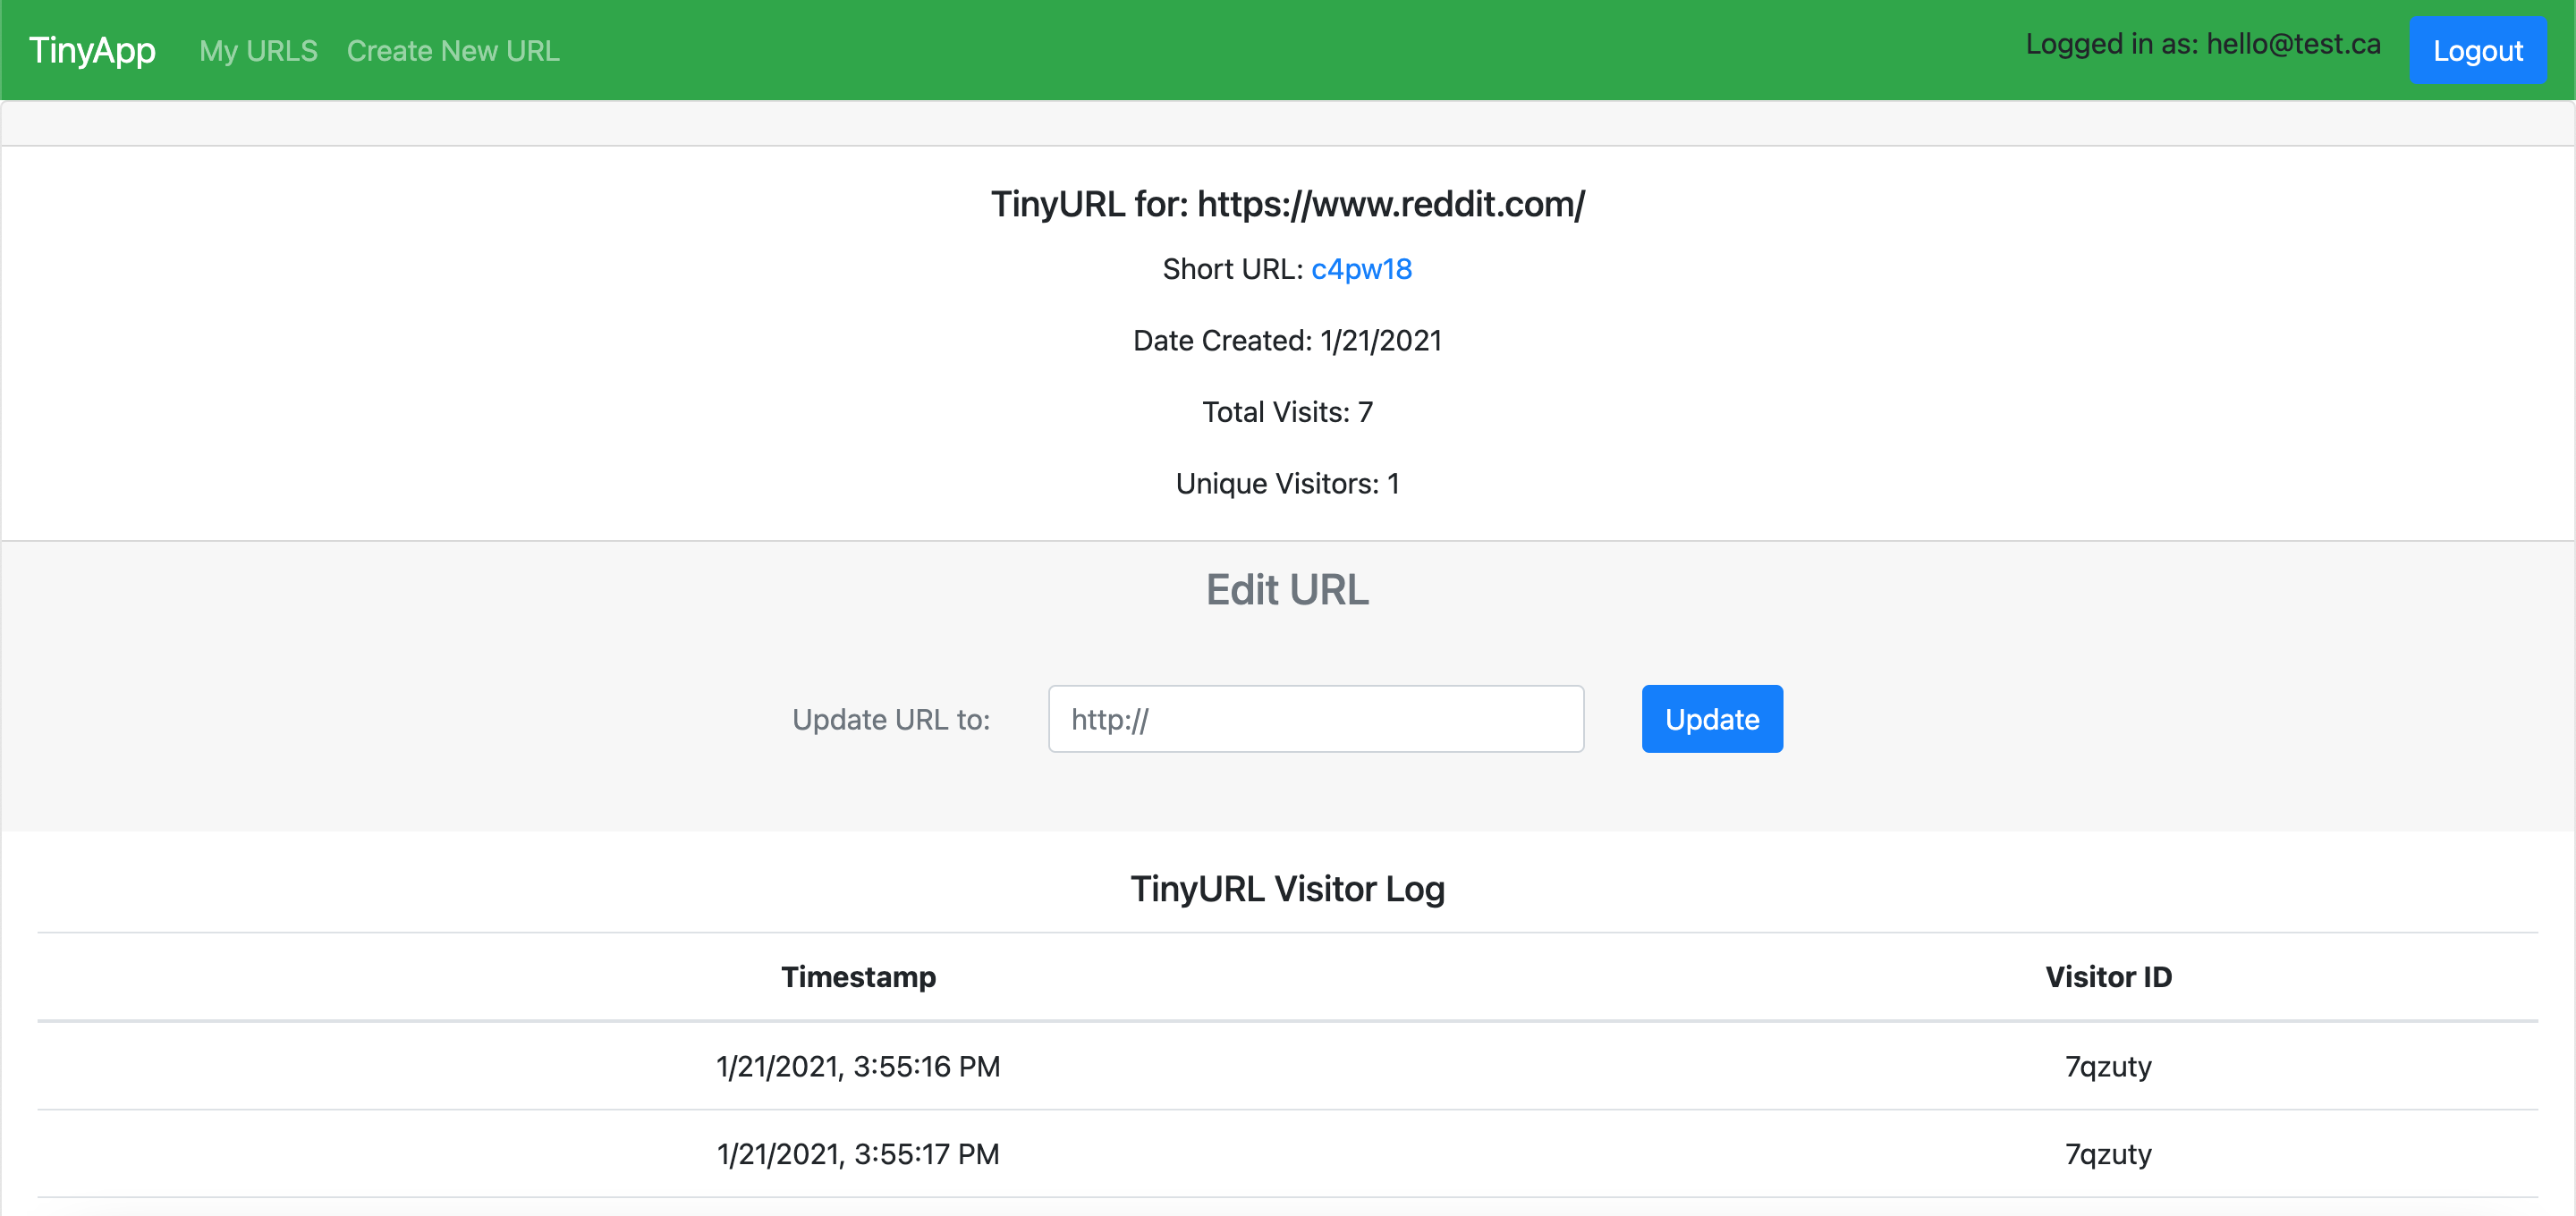 TinyApp My URLS Create New URL Logged in as: hello@test.ca Logout
TinyURL for: https://www.reddit.com/
Short URL: c4pw18
Date Created: 1/21/2021
Total Visits: 7
Unique Visitors: 1
Edit URL
Update URL to: http:// Update
TinyURL Visitor Log
Timestamp Visitor ID
1/21/2021, 3:55:16 PM 7qzuty
1/21/2021, 3:55:17 PM 7qzuty